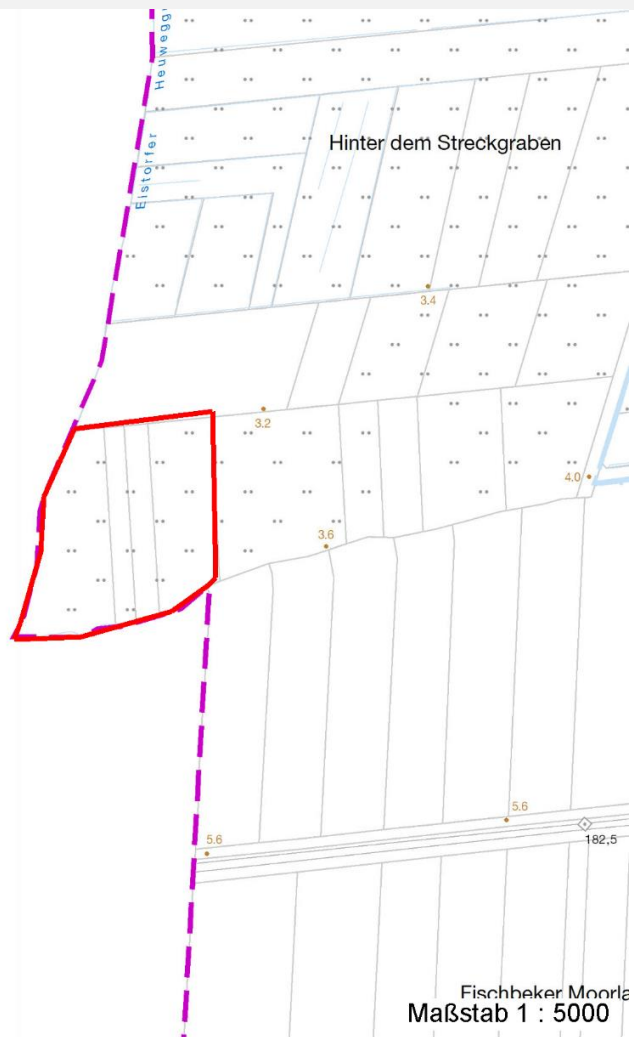 Heuweggr
Elstorfer
Hinter dem Streckgraben
3.4
3.2
4.0
3.6
5.6
5.6
182,5
Fischbeker Moorla
Maßstab 1 : 5000